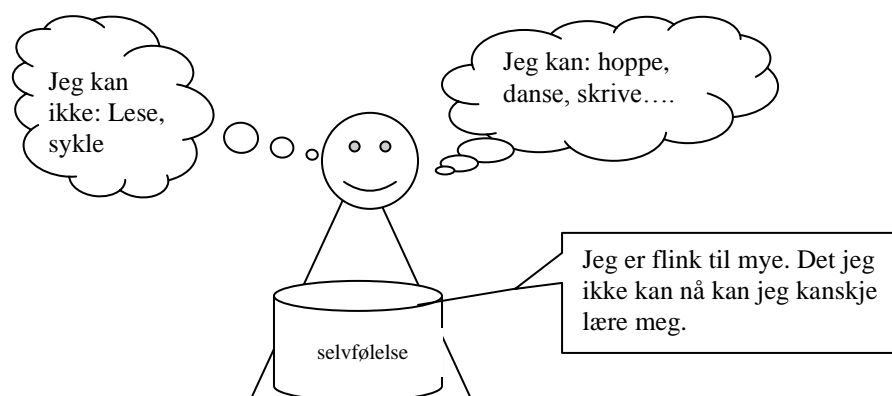 Jeg kan
ikke: Lese,
sykle
Jeg kan: hoppe,
danse, skrive….
Jeg er flink til mye. Det jeg
ikke kan nå kan jeg kanskje
lære meg.
selvfølelse